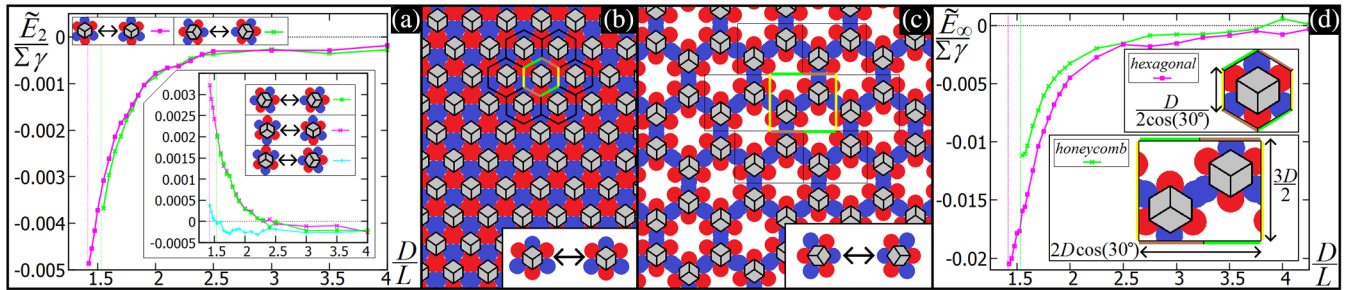 (a)
Ẽ₂
Σγ
0
-0.001
-0.002
-0.003
-0.004
-0.005
1
1.5
2
2.5
3
3.5
4
D
L
0.003
0.0025
0.002
0.0015
0.001
0.0005
0
-0.0005
1.5
2
2.5
3
3.5
4
(b)
(c)
(d)
Ẽ∞
Σγ
0
-0.005
-0.01
-0.015
-0.02
1.5
2
2.5
3
3.5
4
D
L
hexagonal
D
2cos(30°)
honeycomb
3D
2
2Dcos(30°)